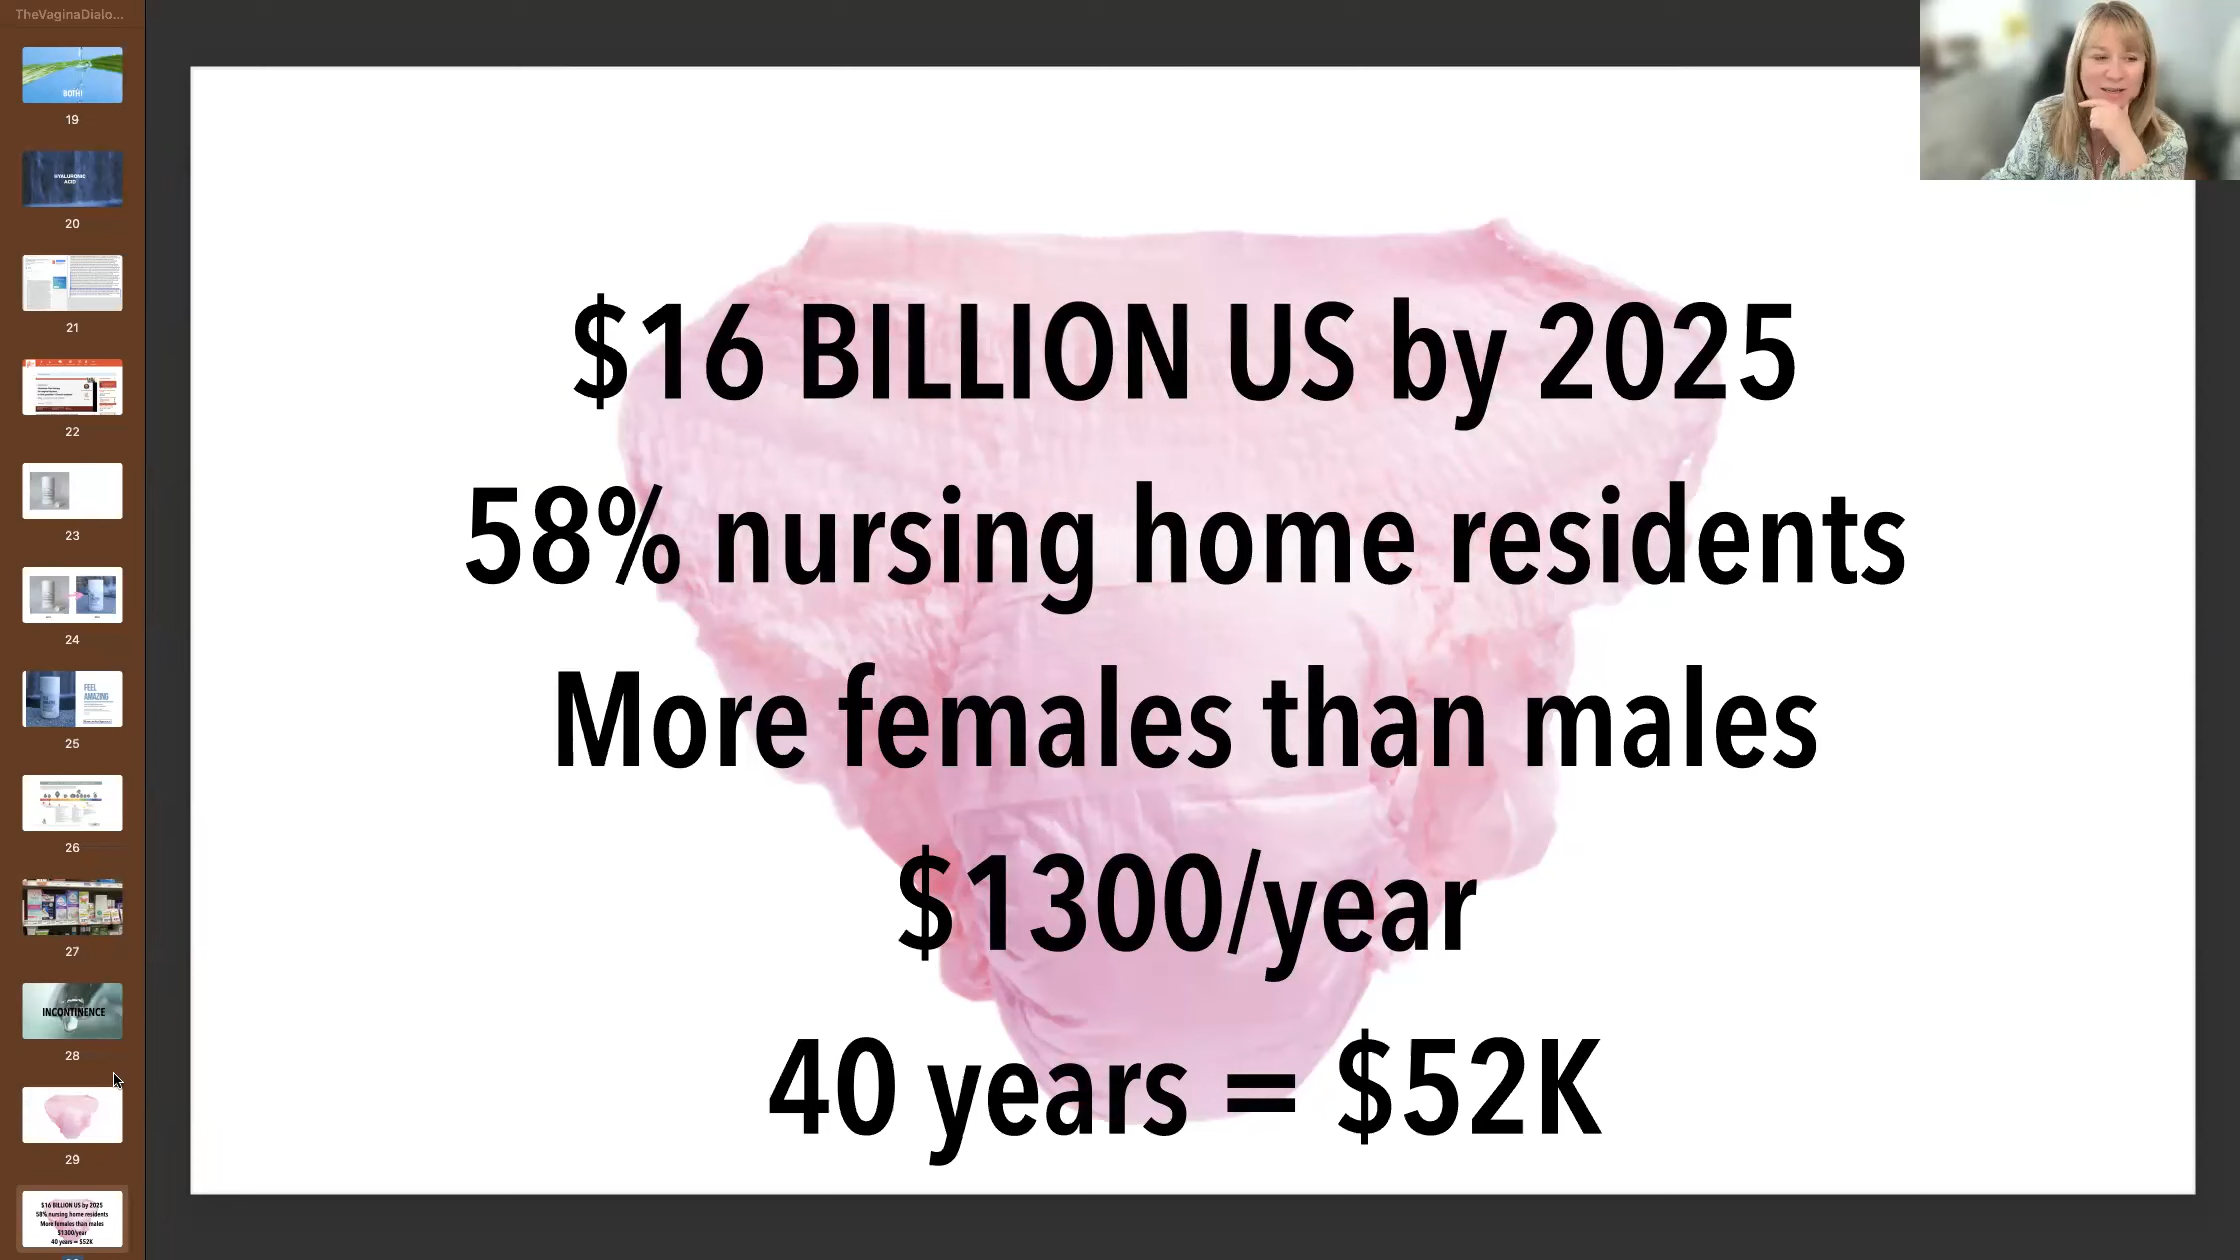 TheVaginaDialo...
BOTH!
19
HYALURONIC
ACID
20
21
22
23
24
FEEL
AMAZING
25
26
27
INCONTINENCE
28
29
$16 BILLION US by 2025
58% nursing home residents
More females than males
$1300/year
40 years = $52K
$16 BILLION US by 2025
58% nursing home residents
More females than males
$1300/year
40 years = $52K